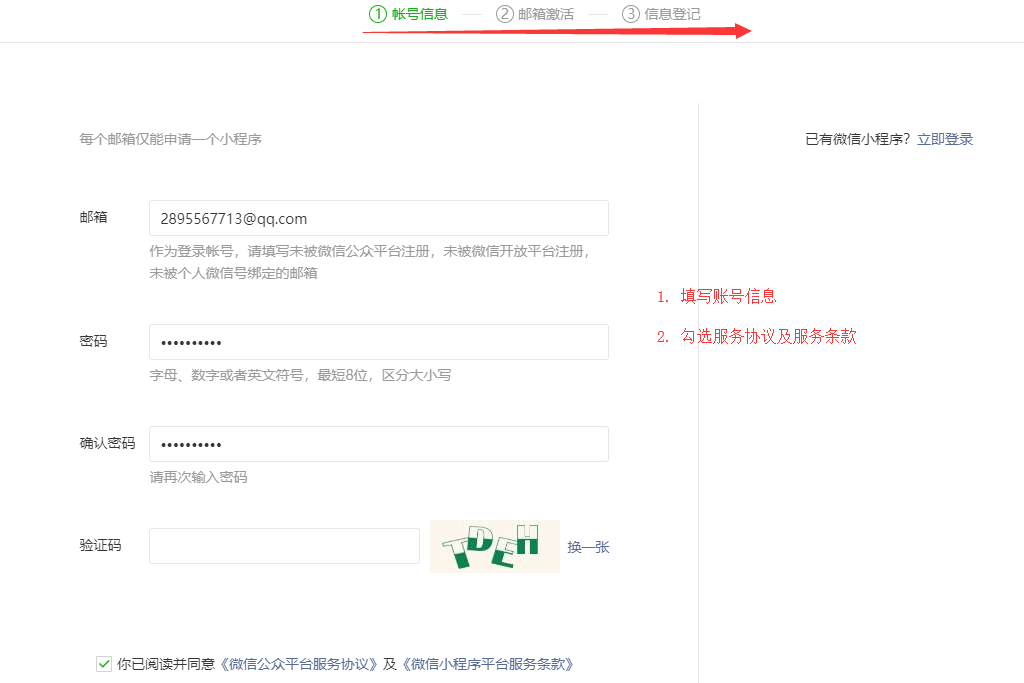 1 帐号信息 2 邮箱激活 3 信息登记
每个邮箱仅能申请一个小程序
已有微信小程序？立即登录
邮箱
2895567713@qq.com
作为登录帐号，请填写未被微信公众平台注册，未被微信开放平台注册，
未被个人微信号绑定的邮箱
1. 填写账号信息
2. 勾选服务协议及服务条款
密码
••••••••••
字母、数字或者英文符号，最短8位，区分大小写
确认密码
••••••••••
请再次输入密码
验证码
TDEH
换一张
你已阅读并同意《微信公众平台服务协议》及《微信小程序平台服务条款》